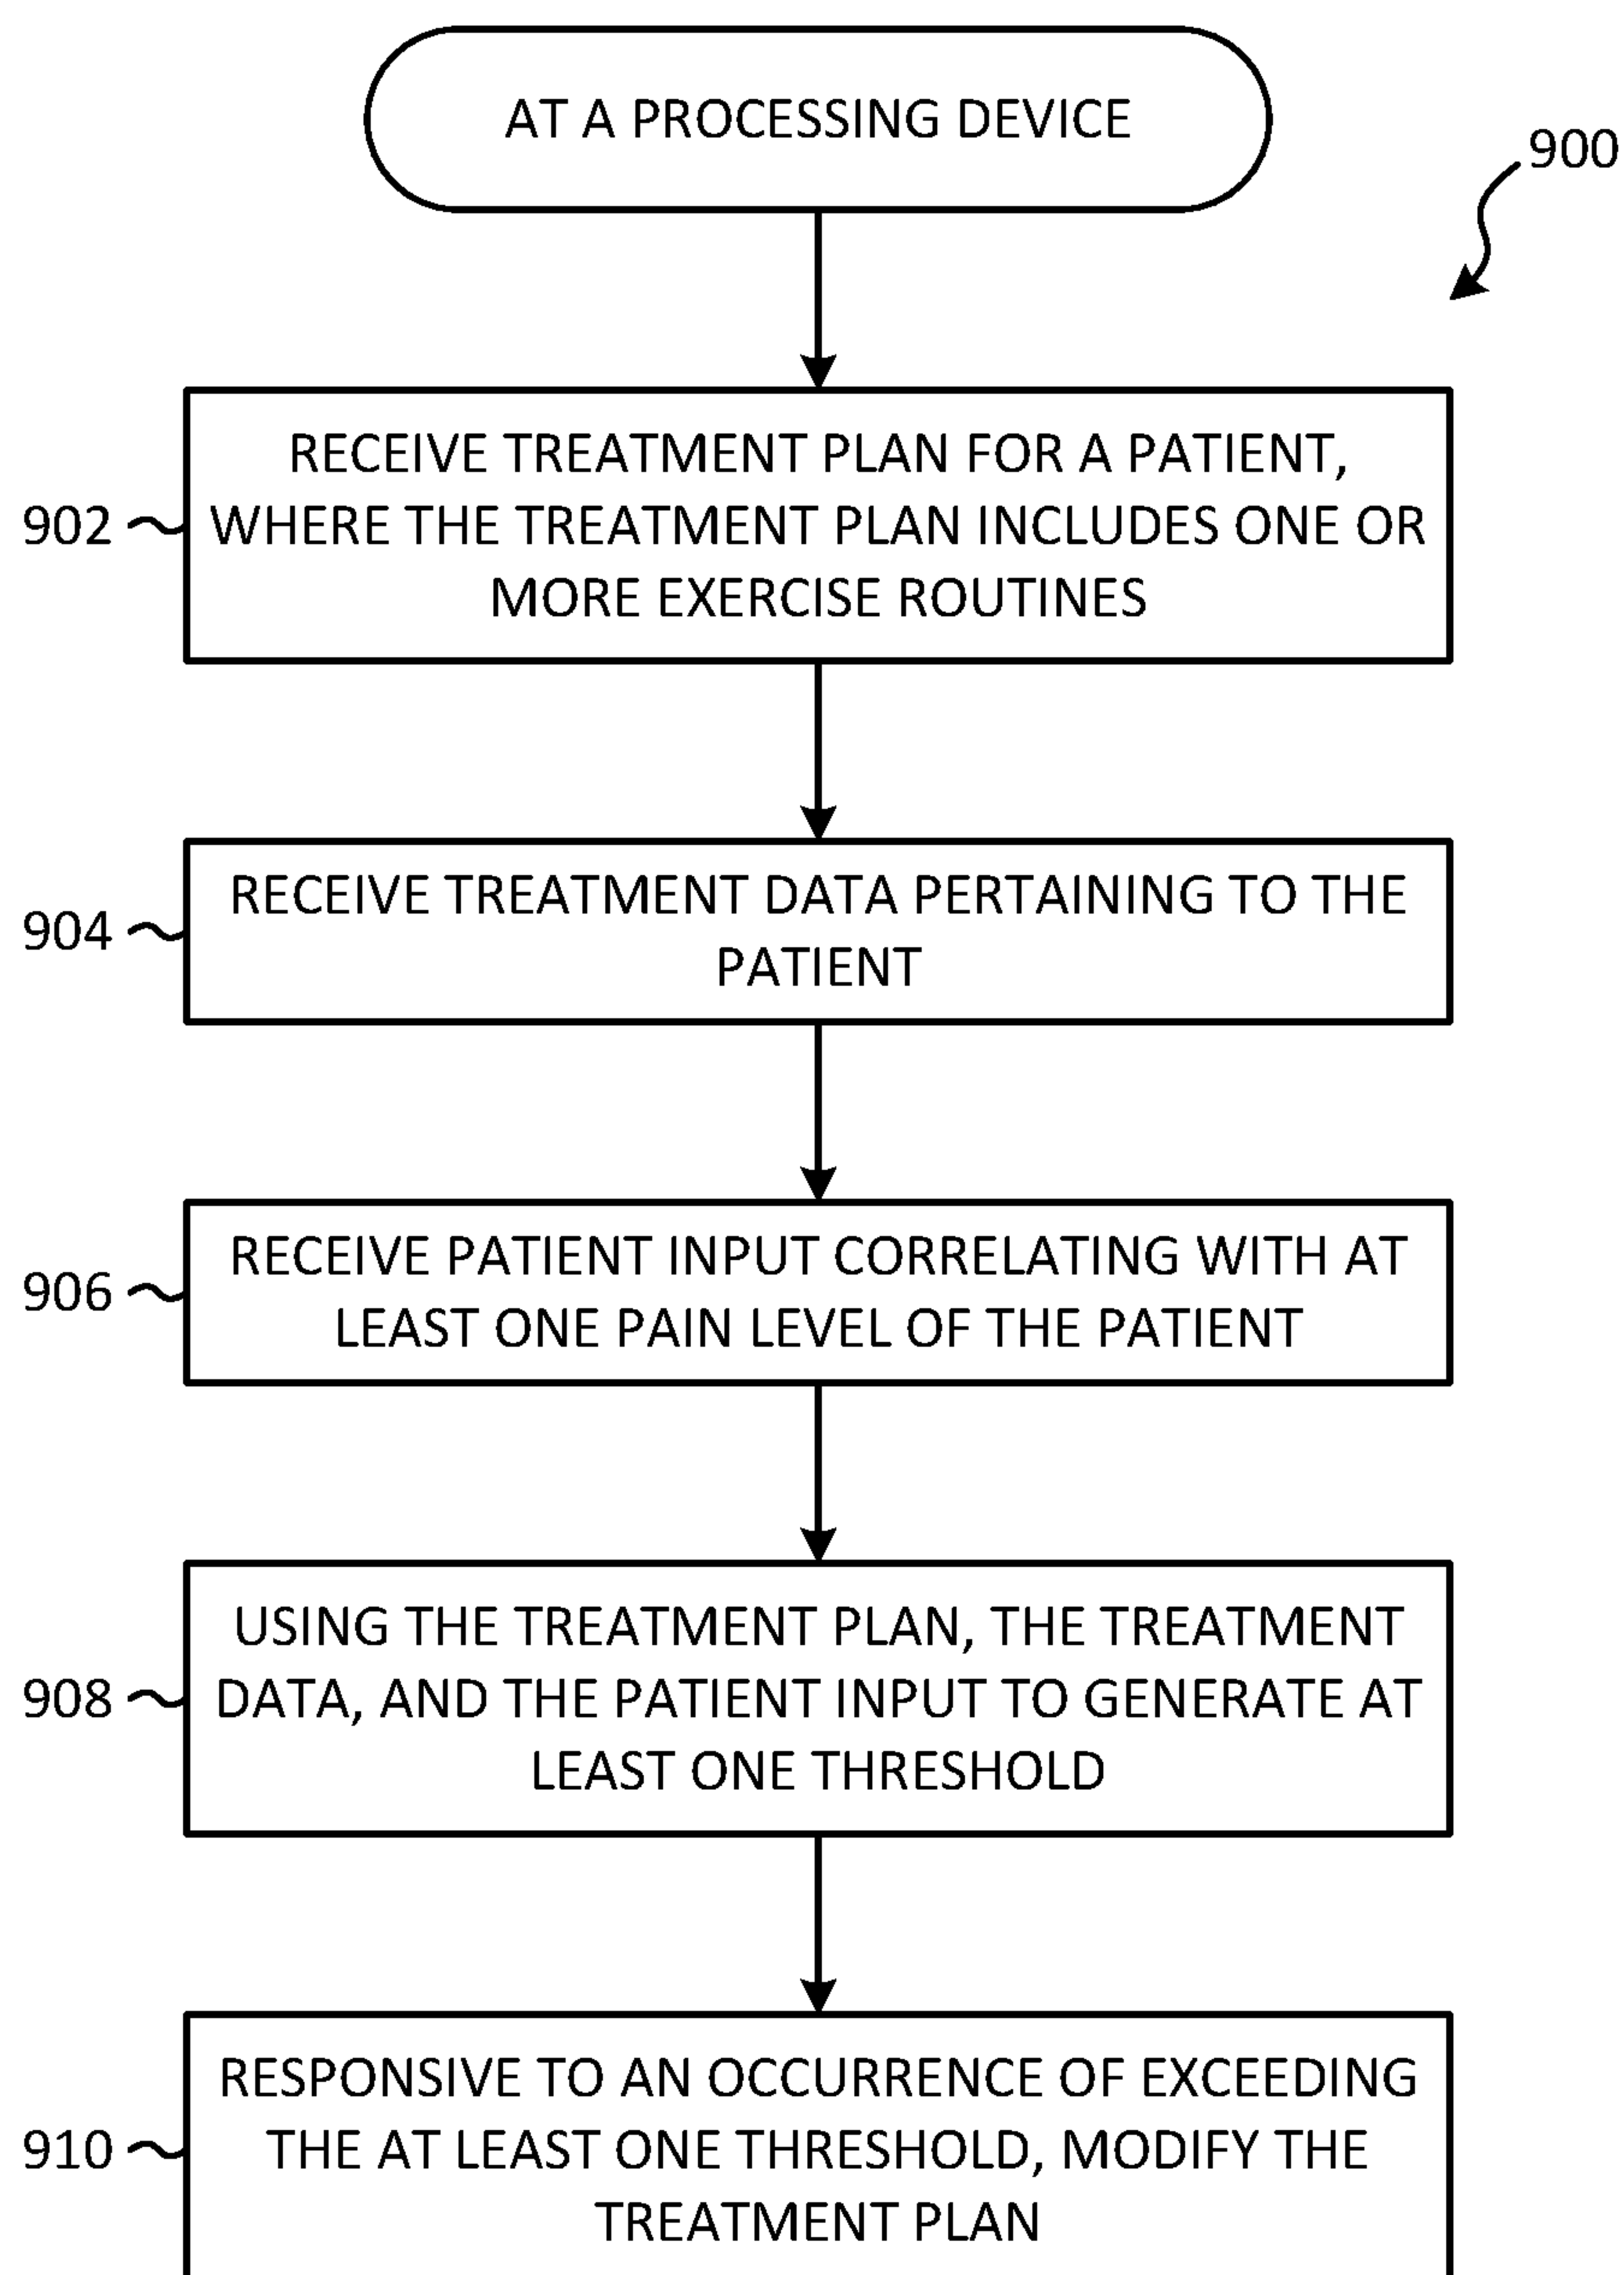 AT A PROCESSING DEVICE
900
RECEIVE TREATMENT PLAN FOR A PATIENT,
902
WHERE THE TREATMENT PLAN INCLUDES ONE OR
MORE EXERCISE ROUTINES
RECEIVE TREATMENT DATA PERTAINING TO THE
904
PATIENT
RECEIVE PATIENT INPUT CORRELATING WITH AT
906
LEAST ONE PAIN LEVEL OF THE PATIENT
USING THE TREATMENT PLAN, THE TREATMENT
908
DATA, AND THE PATIENT INPUT TO GENERATE AT
LEAST ONE THRESHOLD
RESPONSIVE TO AN OCCURRENCE OF EXCEEDING
910
THE AT LEAST ONE THRESHOLD, MODIFY THE
TREATMENT PLAN